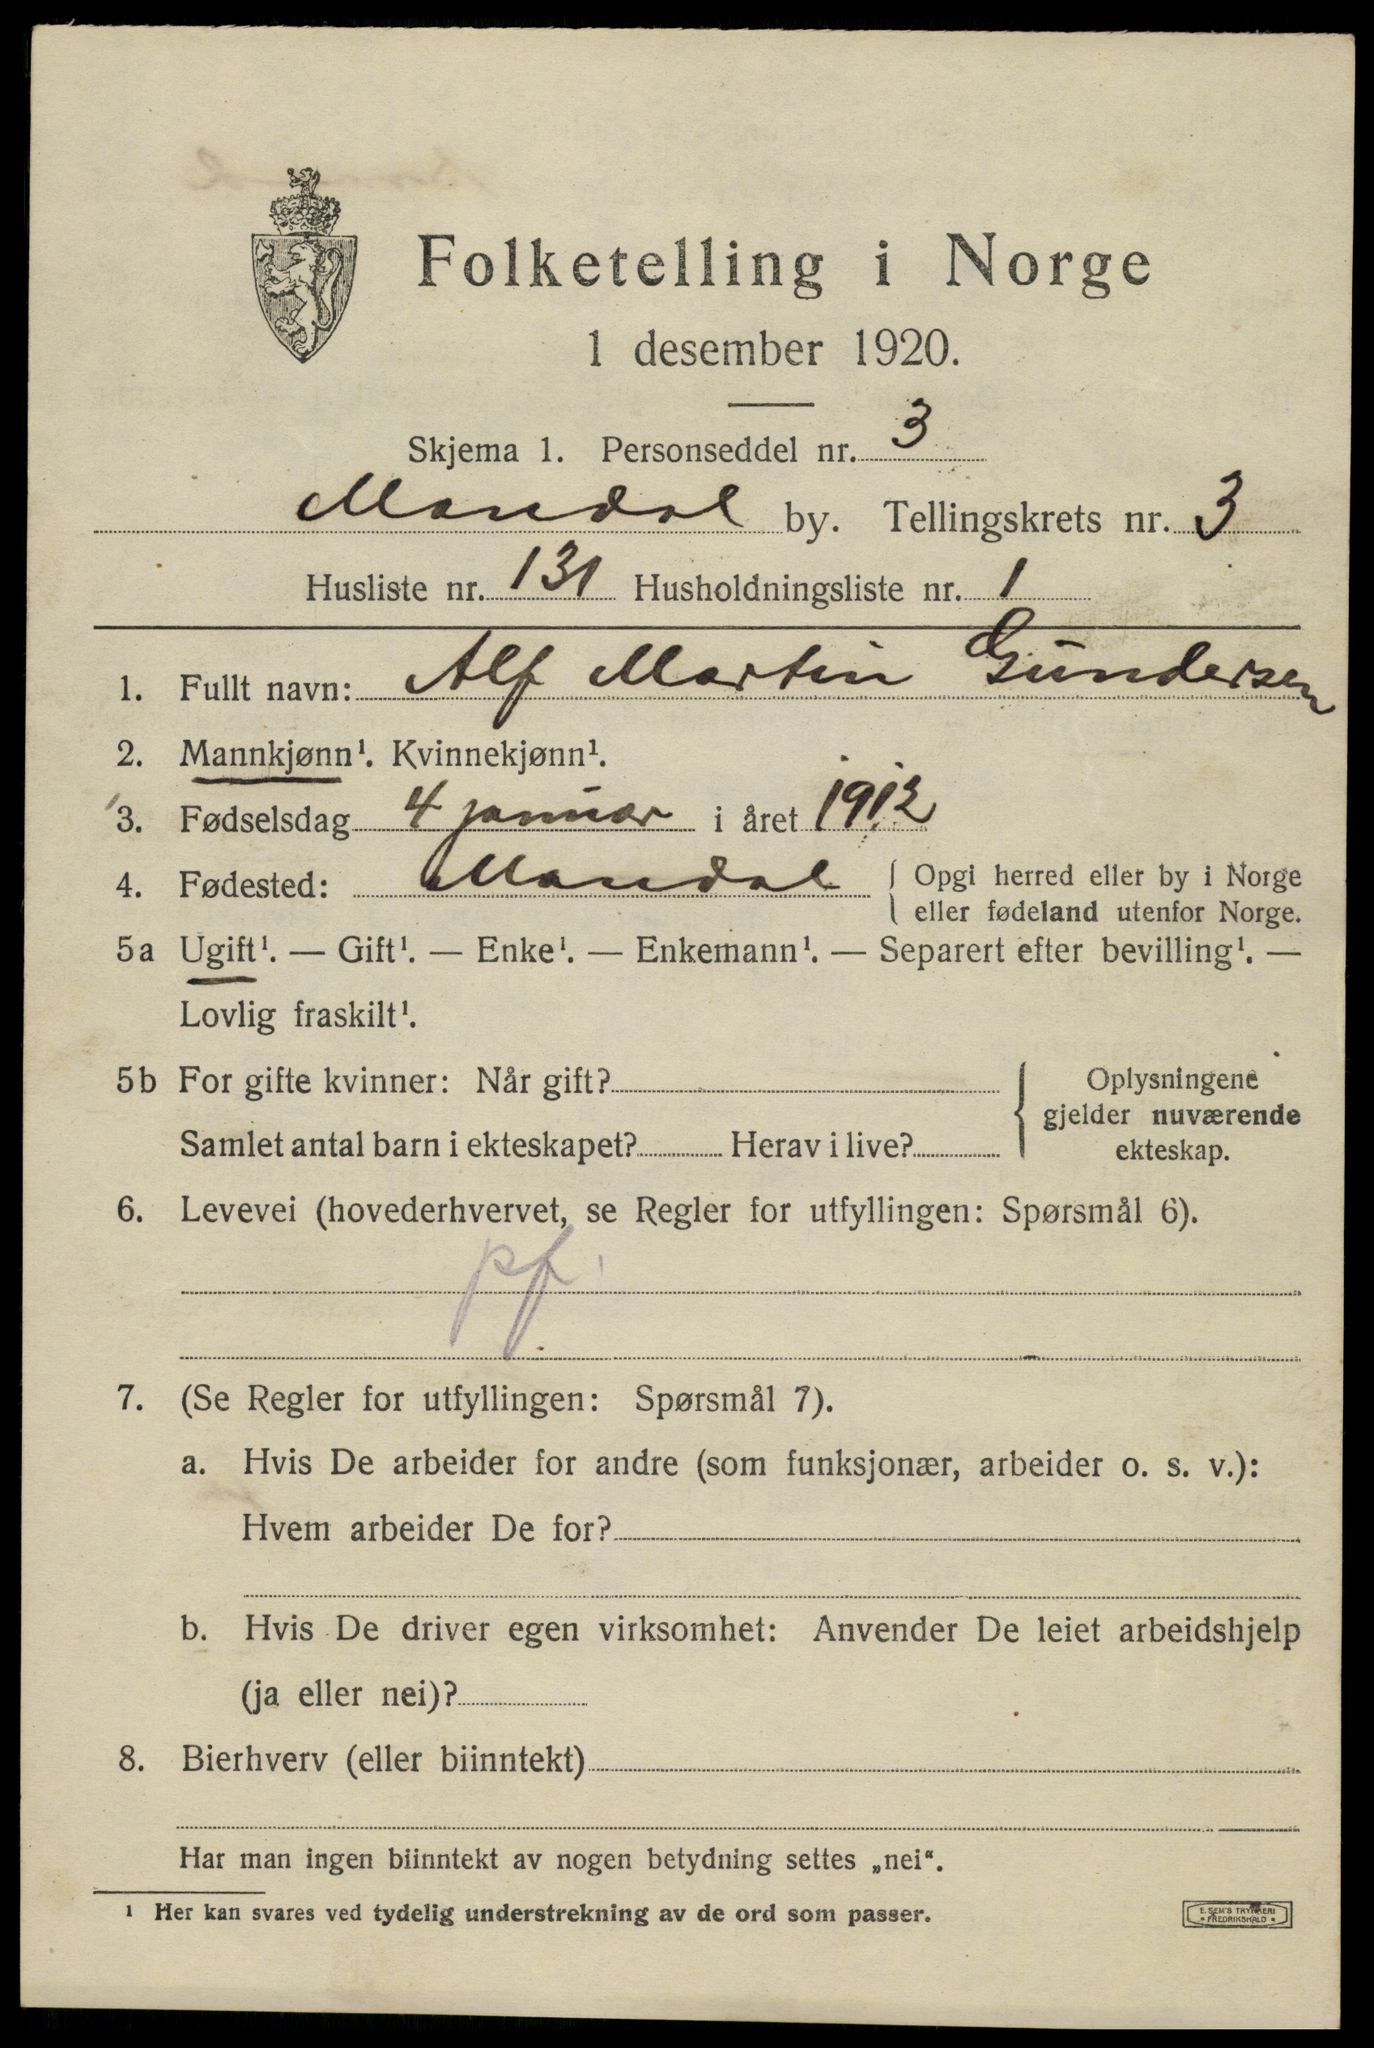 Folketelling i Norge
1 desember 1920.
Skjema 1. Personseddel nr. 3
Mandal by. Tellingskrets nr. 3
Husliste nr. 131 Husholdningsliste nr. 1
1. Fullt navn: Alf Martin Gundersen
2. Mannkjønn¹. Kvinnekjønn¹.
3. Fødselsdag 4 januar i året 1912
4. Fødested: Mandal { Opgi herred eller by i Norge
eller fødeland utenfor Norge.
5a Ugift¹. — Gift¹. — Enke¹. — Enkemann¹. — Separert efter bevilling¹. —
Lovlig fraskilt¹.
5b For gifte kvinner: Når gift?
Samlet antal barn i ekteskapet? Herav i live?
{ Oplysningene
gjelder nuværende
ekteskap.
6. Levevei (hovederhvervet, se Regler for utfyllingen: Spørsmål 6).
pf
7. (Se Regler for utfyllingen: Spørsmål 7).
a. Hvis De arbeider for andre (som funksjonær, arbeider o. s. v.):
Hvem arbeider De for?
b. Hvis De driver egen virksomhet: Anvender De leiet arbeidshjelp
(ja eller nei)?
8. Bierhverv (eller biinntekt)
Har man ingen biinntekt av nogen betydning settes „nei“.
¹ Her kan svares ved tydelig understrekning av de ord som passer.
E. SEM'S TRYKKERI
FREDRIKSHALD